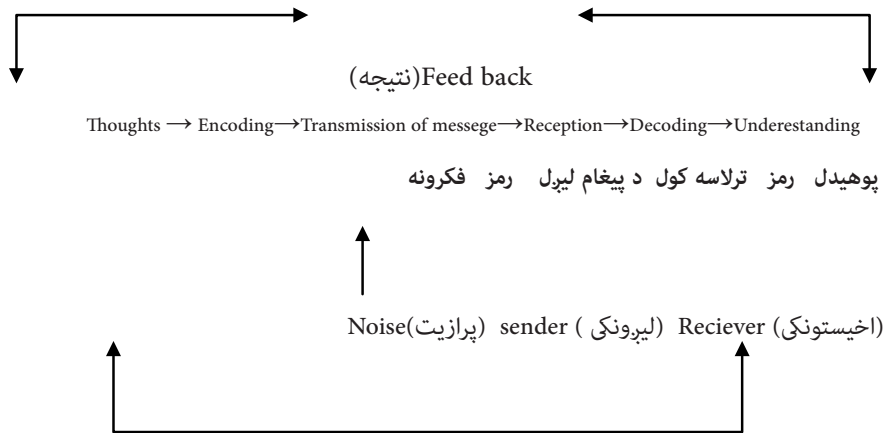 Feed back(نتیجه)
Thoughts → Encoding→Transmission of messege→Reception→Decoding→Underestanding
پوهیدل رمز ترلاسه کول د پیغام لیږل رمز فکرونه
Noise(پرازیت) sender ( لیږونکی) Reciever (اخیستونکی)